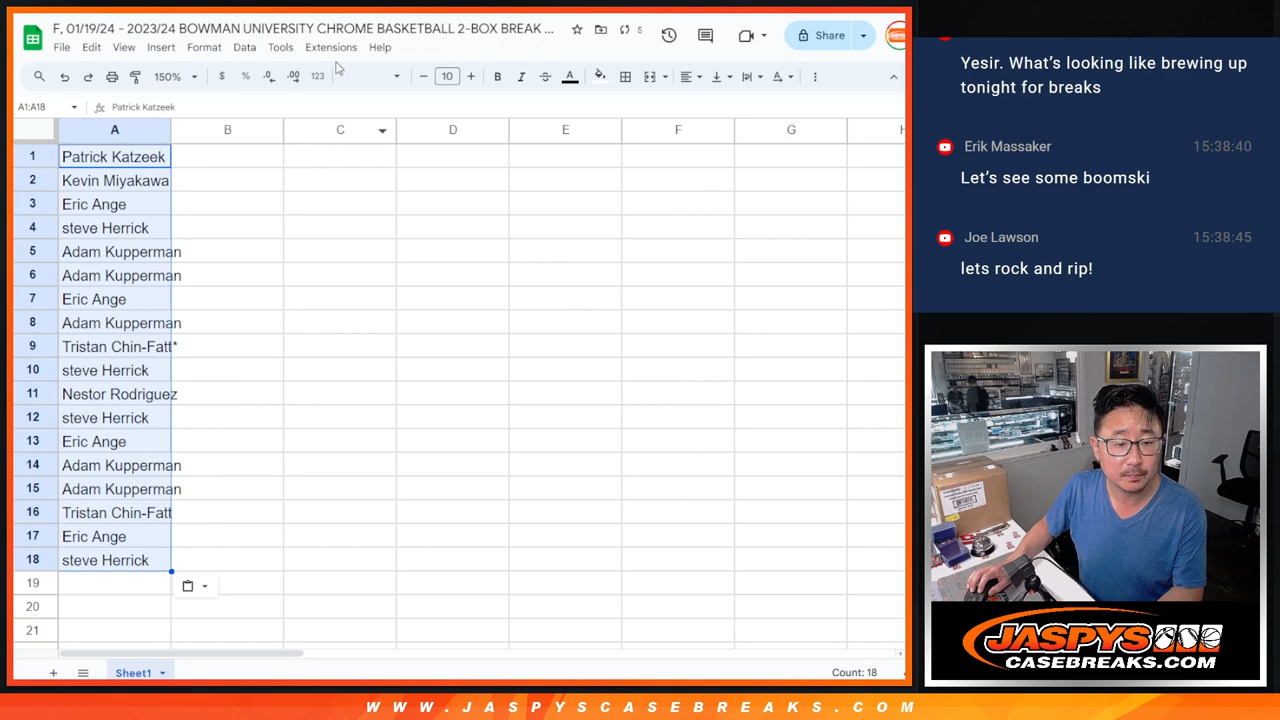 F, 01/19/24 - 2023/24 BOWMAN UNIVERSITY CHROME BASKETBALL 2-BOX BREAK ...
S
File Edit View Insert Format Data Tools Extensions Help
Share
150% $ % .0 .00 123 − 10 + B I S A
A1:A18 fx Patrick Katzeek
A B C D E F G H
1 Patrick Katzeek
2 Kevin Miyakawa
3 Eric Ange
4 steve Herrick
5 Adam Kupperman
6 Adam Kupperman
7 Eric Ange
8 Adam Kupperman
9 Tristan Chin-Fatt*
10 steve Herrick
11 Nestor Rodriguez
12 steve Herrick
13 Eric Ange
14 Adam Kupperman
15 Adam Kupperman
16 Tristan Chin-Fatt
17 Eric Ange
18 steve Herrick
19
20
21
+ Sheet1 Count: 18
Yesir. What's looking like brewing up
tonight for breaks
Erik Massaker 15:38:40
Let's see some boomski
Joe Lawson 15:38:45
lets rock and rip!
JASPYS
CASEBREAKS.COM
WWW.JASPYSCASEBREAKS.COM